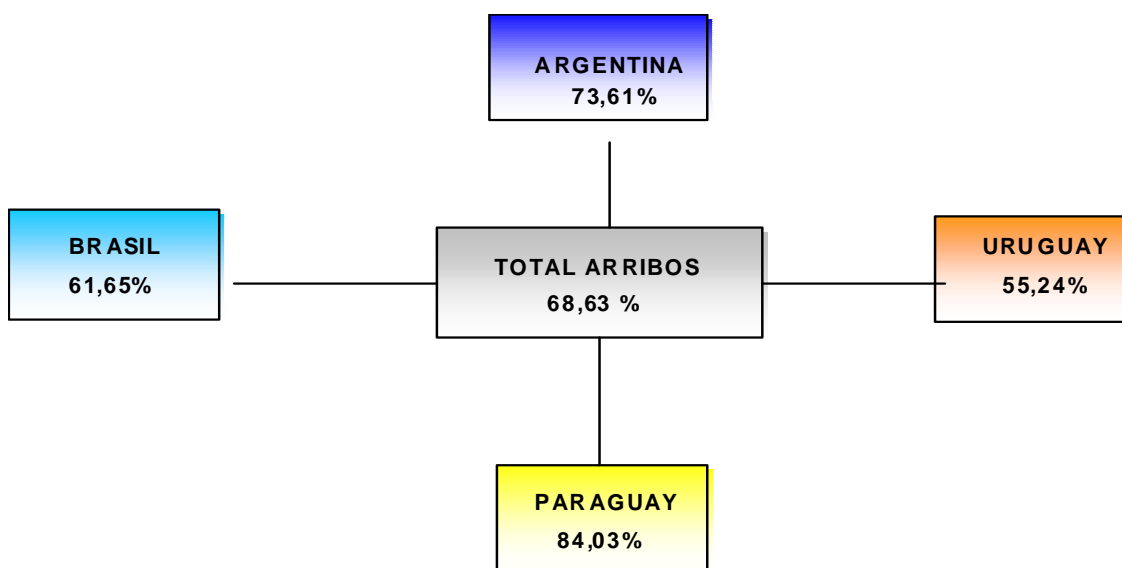 ARGENTINA
73,61%
BRASIL
61,65%
TOTAL ARRIBOS
68,63 %
URUGUAY
55,24%
PARAGUAY
84,03%